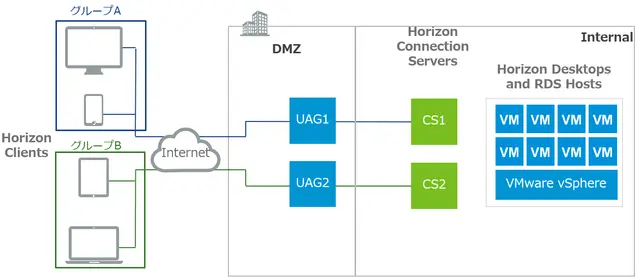 グループA
Horizon
Clients
グループB
Internet
DMZ
UAG1
UAG2
Horizon
Connection
Servers
CS1
CS2
Internal
Horizon Desktops
and RDS Hosts
VM VM VM VM
VM VM VM VM
VMware vSphere